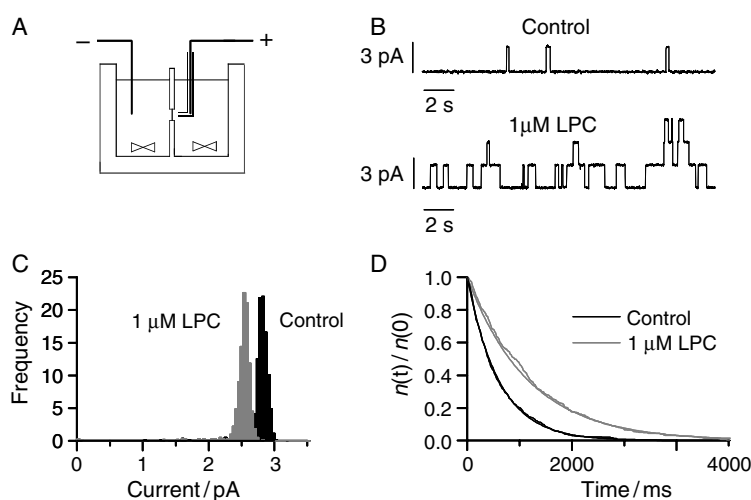 A
− +
B
Control
3 pA
2 s
1μM LPC
3 pA
2 s
C
25
20
15
10
5
0
Frequency
1 μM LPC
Control
0 1 2 3
Current / pA
D
1.0
0.8
0.6
0.4
0.2
0.0
n(t) / n(0)
Control
1 μM LPC
0 2000 4000
Time / ms